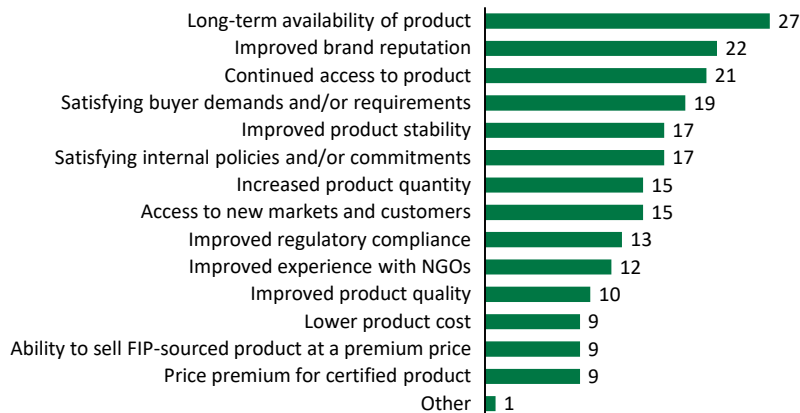 Long-term availability of product 27
Improved brand reputation 22
Continued access to product 21
Satisfying buyer demands and/or requirements 19
Improved product stability 17
Satisfying internal policies and/or commitments 17
Increased product quantity 15
Access to new markets and customers 15
Improved regulatory compliance 13
Improved experience with NGOs 12
Improved product quality 10
Lower product cost 9
Ability to sell FIP-sourced product at a premium price 9
Price premium for certified product 9
Other 1